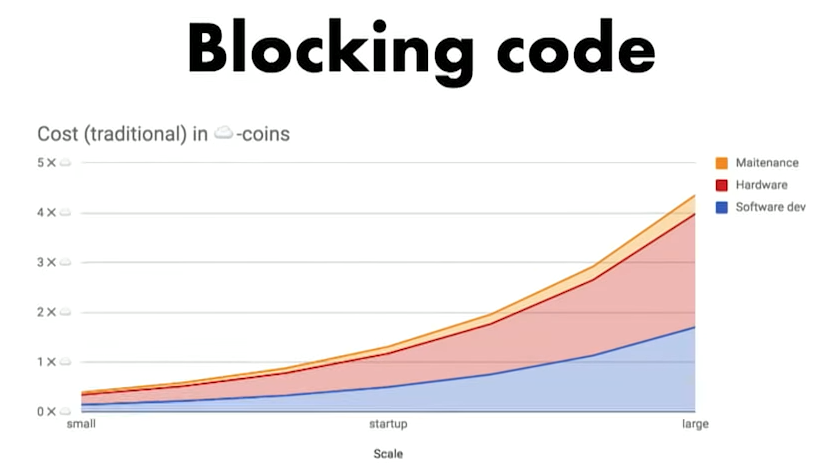 Blocking code
Cost (traditional) in ☁-coins
5×☁
4×☁
3×☁
2×☁
1×☁
0×☁
Maitenance
Hardware
Software dev
small startup large
Scale